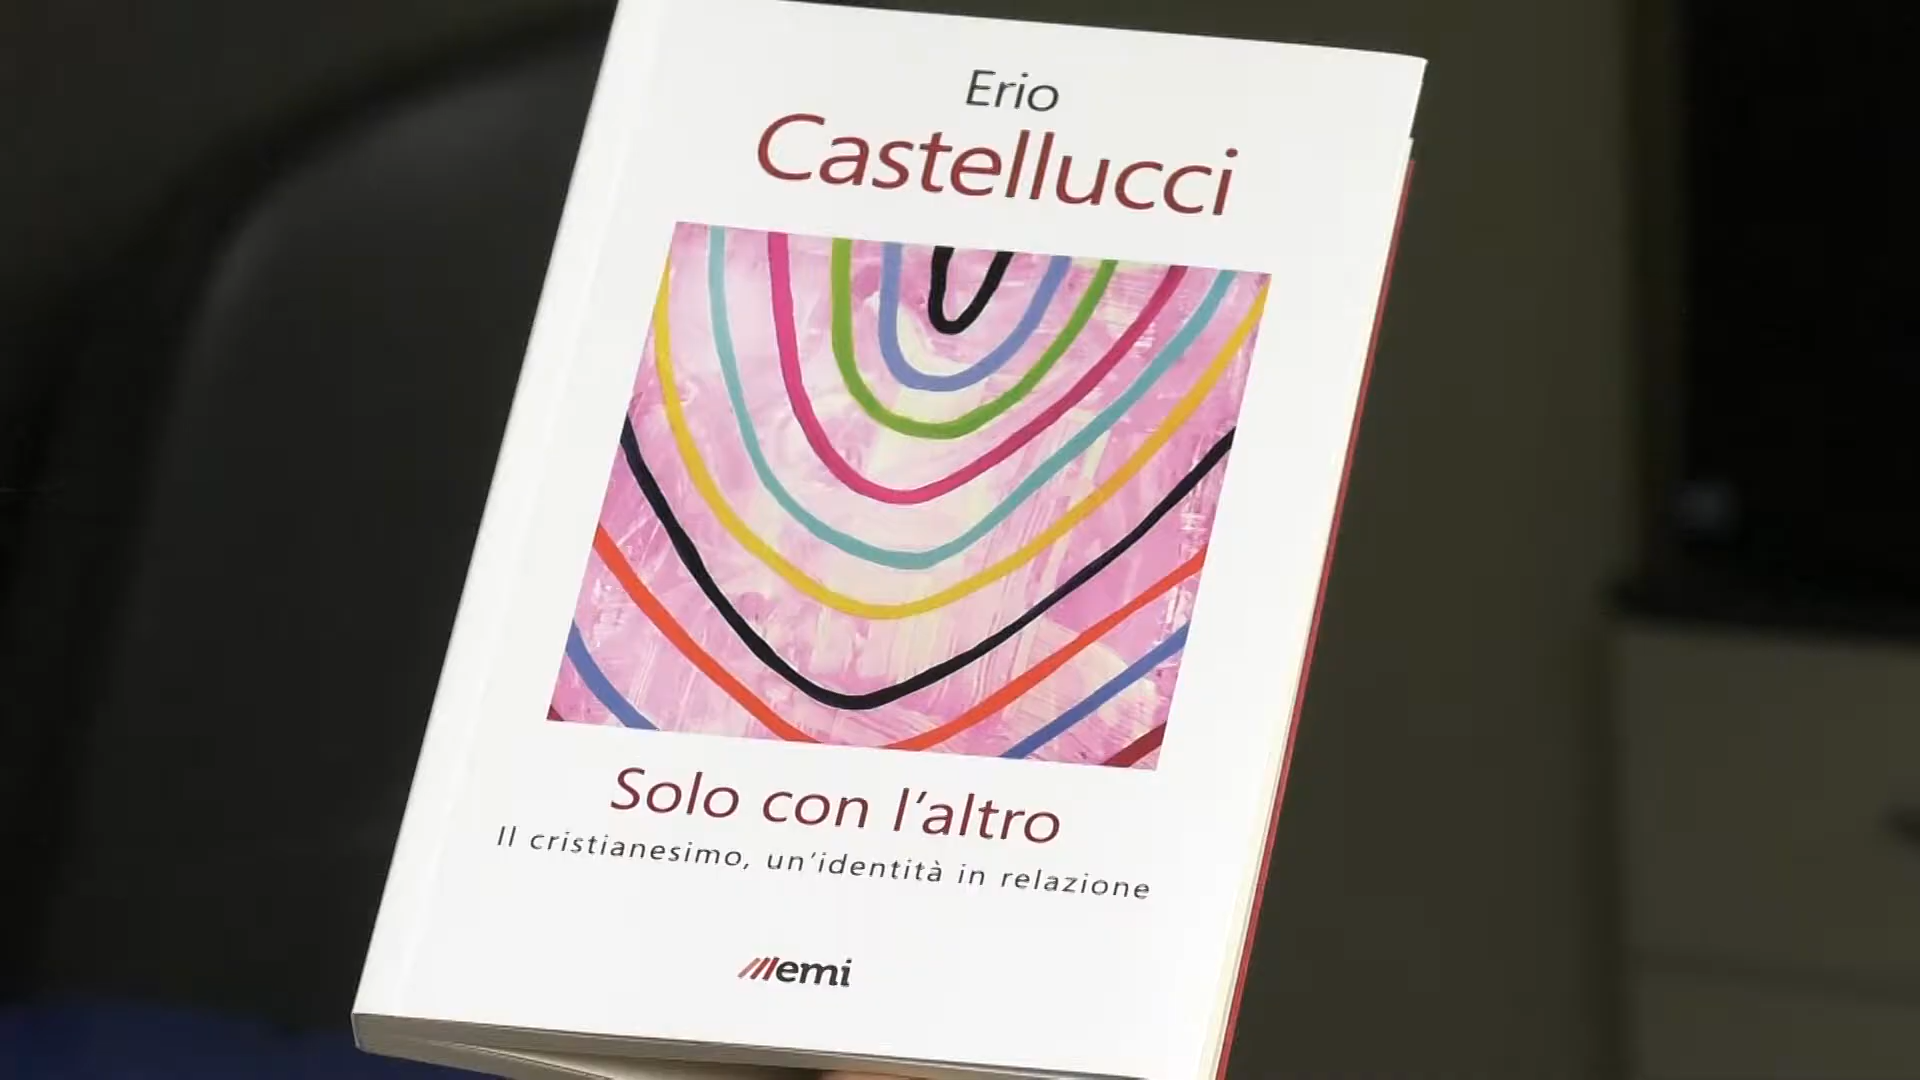 Erio
Castellucci
Solo con l'altro
Il cristianesimo, un'identità in relazione
emi